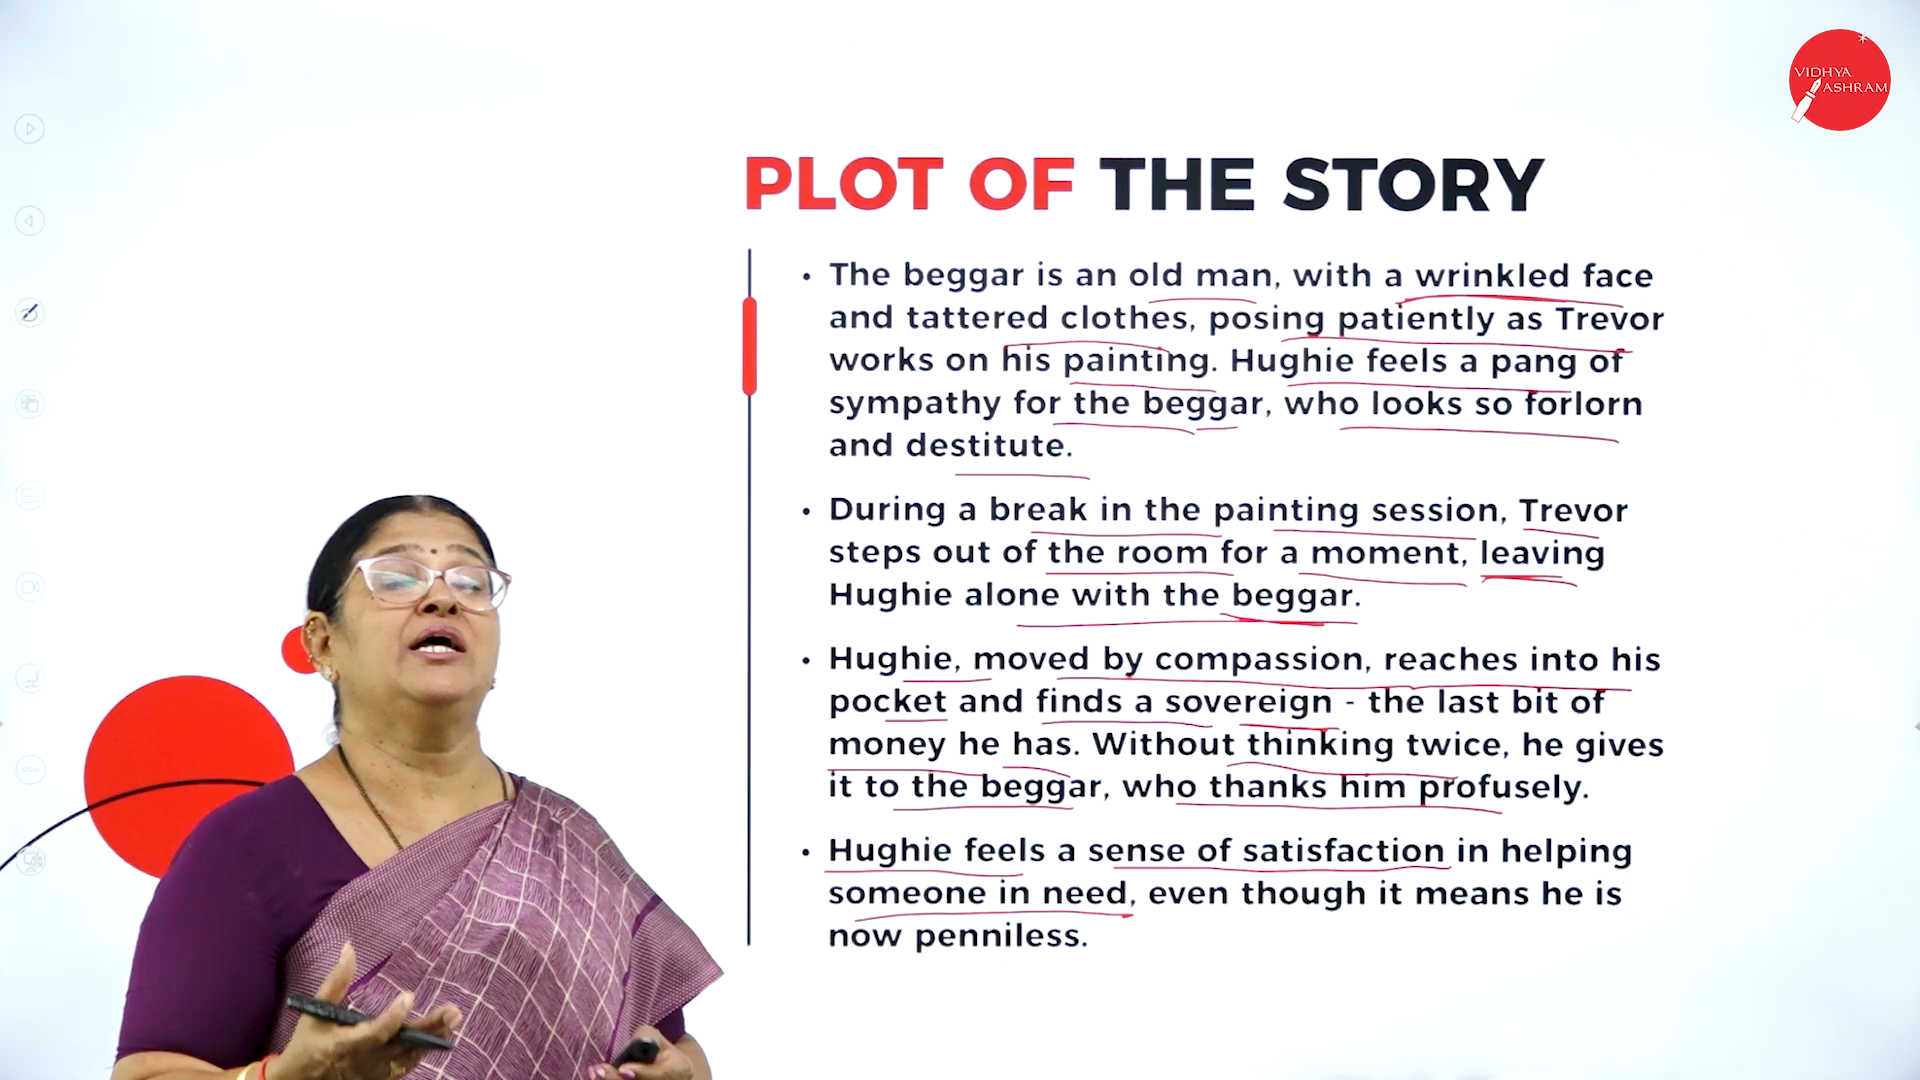 VIDHYA
ASHRAM
PLOT OF THE STORY
• The beggar is an old man, with a wrinkled face
and tattered clothes, posing patiently as Trevor
works on his painting. Hughie feels a pang of
sympathy for the beggar, who looks so forlorn
and destitute.
• During a break in the painting session, Trevor
steps out of the room for a moment, leaving
Hughie alone with the beggar.
• Hughie, moved by compassion, reaches into his
pocket and finds a sovereign - the last bit of
money he has. Without thinking twice, he gives
it to the beggar, who thanks him profusely.
• Hughie feels a sense of satisfaction in helping
someone in need, even though it means he is
now penniless.